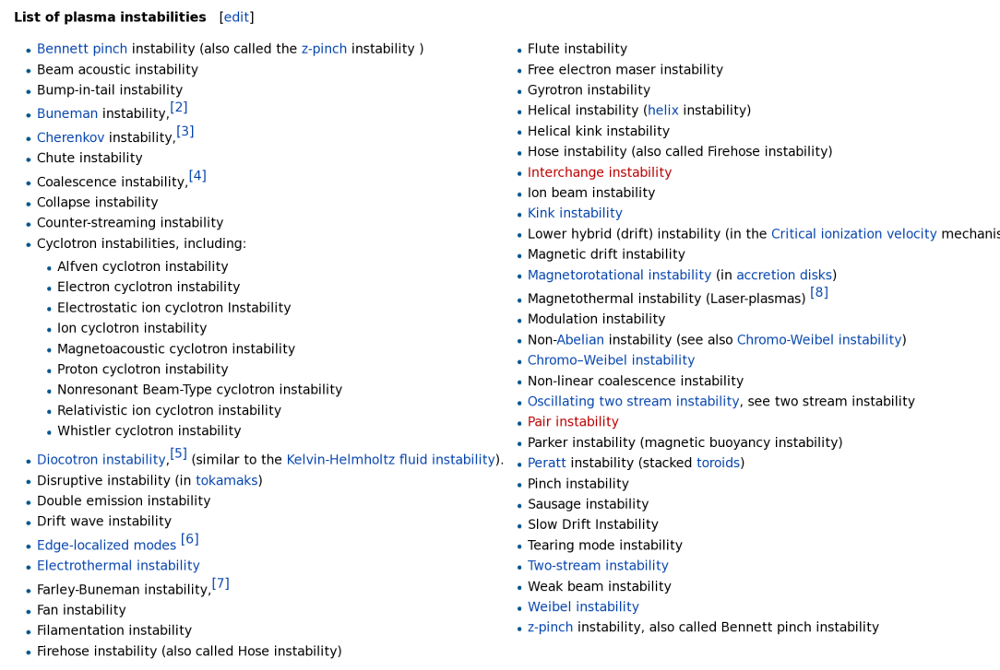 List of plasma instabilities [edit]
Bennett pinch instability (also called the z-pinch instability )
Beam acoustic instability
Bump-in-tail instability
Buneman instability,[2]
Cherenkov instability,[3]
Chute instability
Coalescence instability,[4]
Collapse instability
Counter-streaming instability
Cyclotron instabilities, including:
Alfven cyclotron instability
Electron cyclotron instability
Electrostatic ion cyclotron Instability
Ion cyclotron instability
Magnetoacoustic cyclotron instability
Proton cyclotron instability
Nonresonant Beam-Type cyclotron instability
Relativistic ion cyclotron instability
Whistler cyclotron instability
Diocotron instability,[5] (similar to the Kelvin-Helmholtz fluid instability).
Disruptive instability (in tokamaks)
Double emission instability
Drift wave instability
Edge-localized modes [6]
Electrothermal instability
Farley-Buneman instability,[7]
Fan instability
Filamentation instability
Firehose instability (also called Hose instability)
Flute instability
Free electron maser instability
Gyrotron instability
Helical instability (helix instability)
Helical kink instability
Hose instability (also called Firehose instability)
Interchange instability
Ion beam instability
Kink instability
Lower hybrid (drift) instability (in the Critical ionization velocity mechanis
Magnetic drift instability
Magnetorotational instability (in accretion disks)
Magnetothermal instability (Laser-plasmas) [8]
Modulation instability
Non-Abelian instability (see also Chromo-Weibel instability)
Chromo–Weibel instability
Non-linear coalescence instability
Oscillating two stream instability, see two stream instability
Pair instability
Parker instability (magnetic buoyancy instability)
Peratt instability (stacked toroids)
Pinch instability
Sausage instability
Slow Drift Instability
Tearing mode instability
Two-stream instability
Weak beam instability
Weibel instability
z-pinch instability, also called Bennett pinch instability